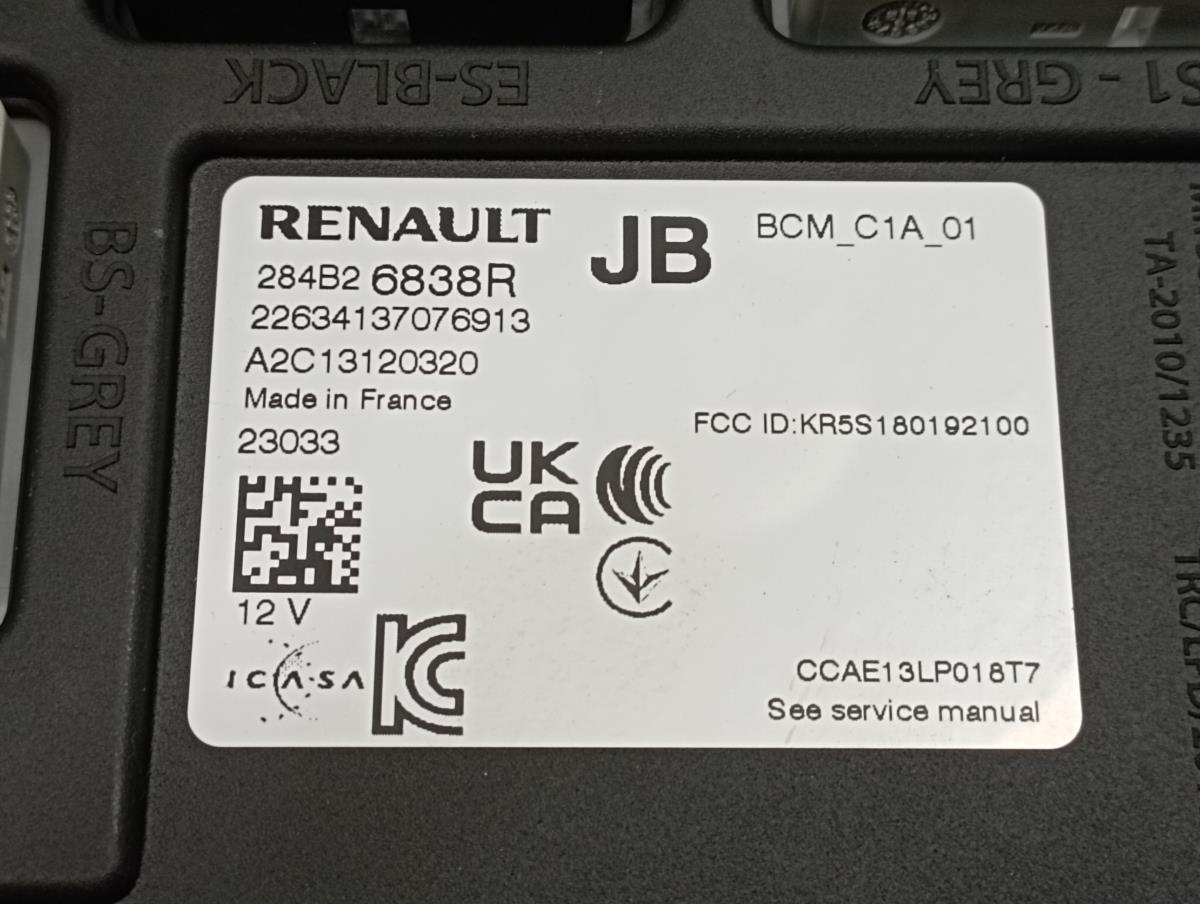 ES-BLACK
S1 - GREY
BS-GREY
RENAULT
JB
BCM_C1A_01
284B2 6838R
22634137076913
A2C13120320
Made in France
23033
FCC ID:KR5S180192100
UK
CA
12 V
ICASA
CCAE13LP018T7
See service manual
TA-2010/1235